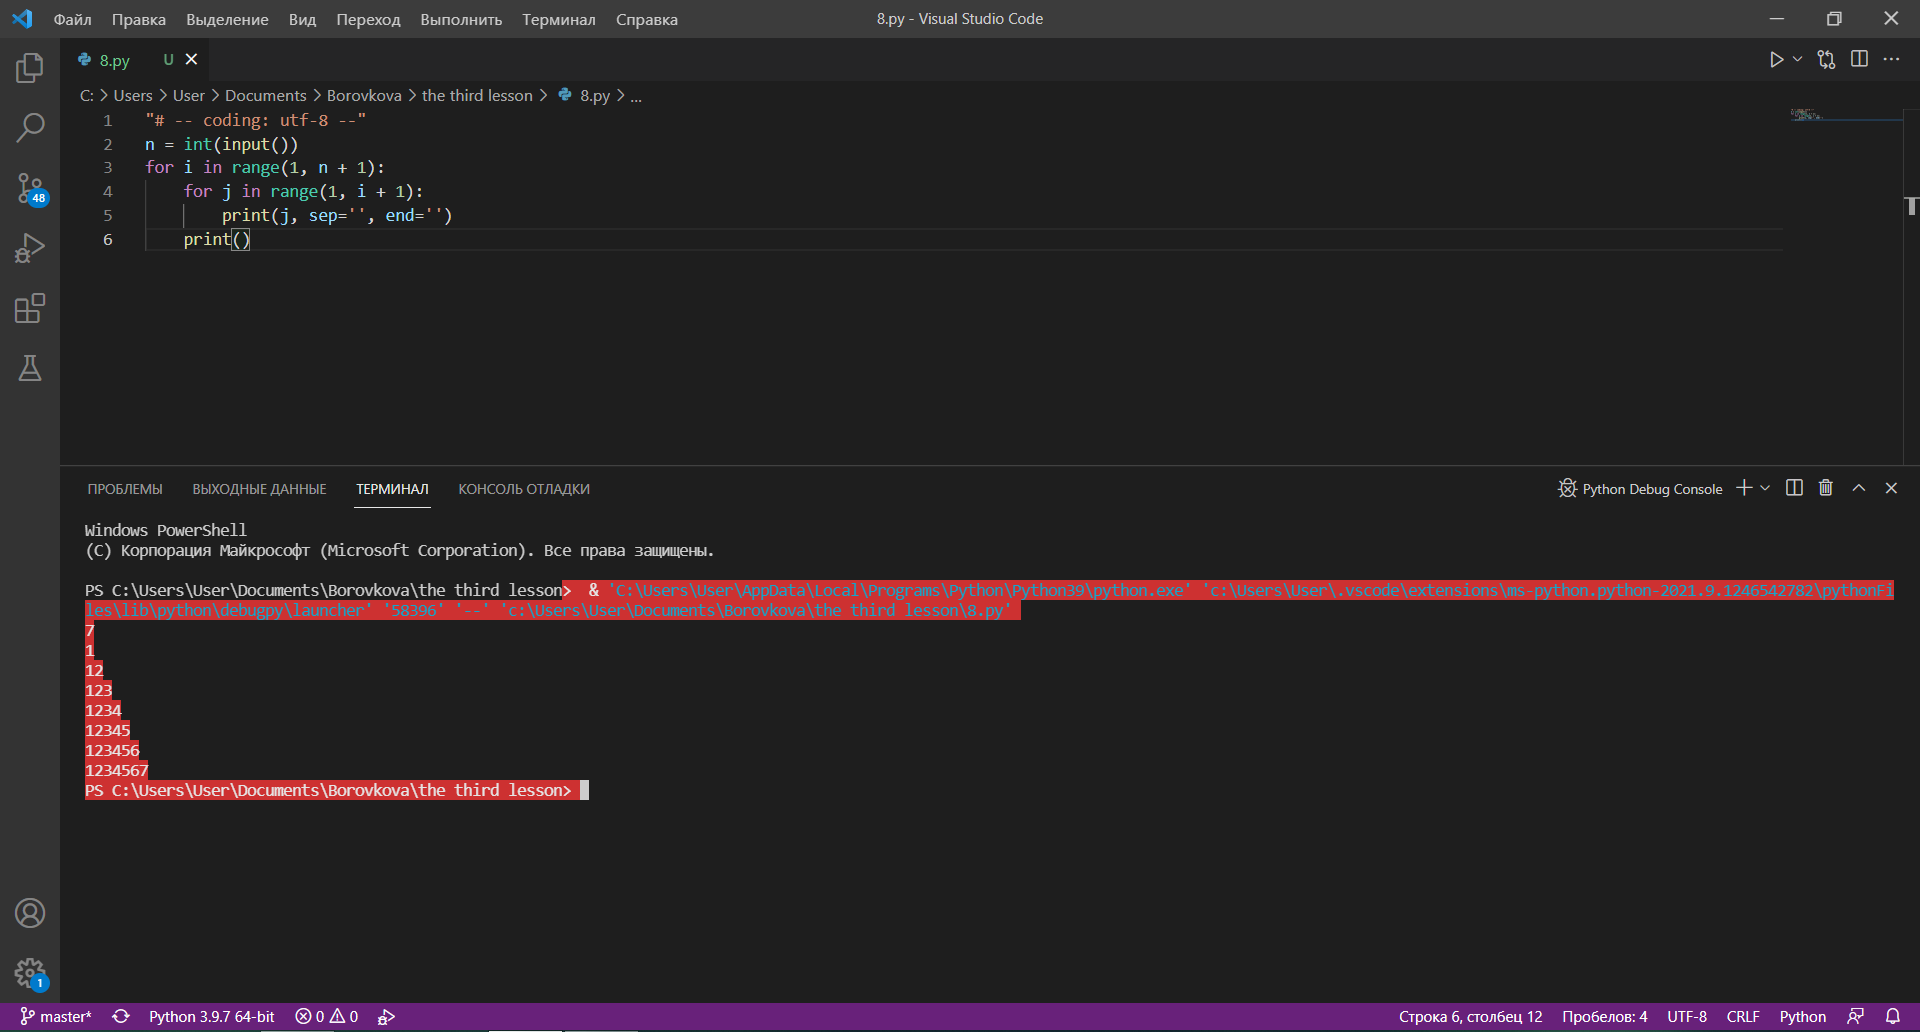 Файл Правка Выделение Вид Переход Выполнить Терминал Справка 8.py - Visual Studio Code
8.py U
C: > Users > User > Documents > Borovkova > the third lesson > 8.py > ...
1 "# -- coding: utf-8 --"
2 n = int(input())
3 for i in range(1, n + 1):
4     for j in range(1, i + 1):
5         print(j, sep='', end='')
6     print()
48
ПРОБЛЕМЫ ВЫХОДНЫЕ ДАННЫЕ ТЕРМИНАЛ КОНСОЛЬ ОТЛАДКИ Python Debug Console
Windows PowerShell
(C) Корпорация Майкрософт (Microsoft Corporation). Все права защищены.
PS C:\Users\User\Documents\Borovkova\the third lesson>  & 'C:\Users\User\AppData\Local\Programs\Python\Python39\python.exe' 'c:\Users\User\.vscode\extensions\ms-python.python-2021.9.1246542782\pythonFi
les\lib\python\debugpy\launcher' '58396' '--' 'c:\Users\User\Documents\Borovkova\the third lesson\8.py'
7
1
12
123
1234
12345
123456
1234567
PS C:\Users\User\Documents\Borovkova\the third lesson>
1
master* Python 3.9.7 64-bit 0 0 Строка 6, столбец 12 Пробелов: 4 UTF-8 CRLF Python